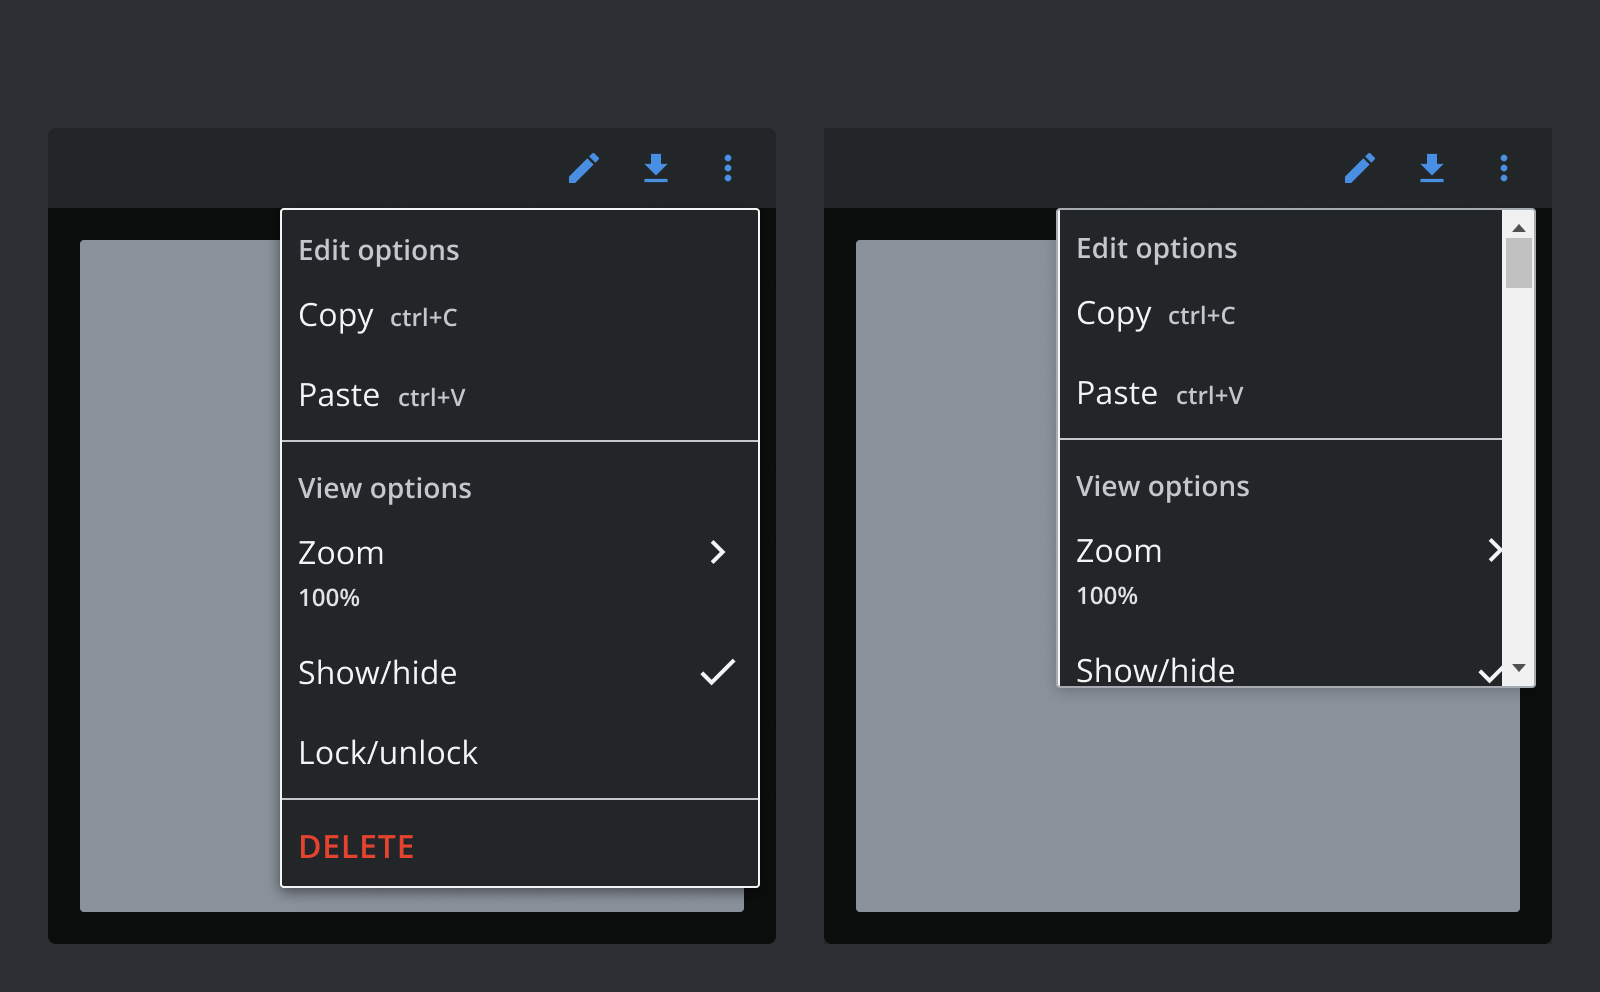 Edit options
Copy ctrl+C
Paste ctrl+V
View options
Zoom
100%
Show/hide
Lock/unlock
DELETE
Edit options
Copy ctrl+C
Paste ctrl+V
View options
Zoom
100%
Show/hide